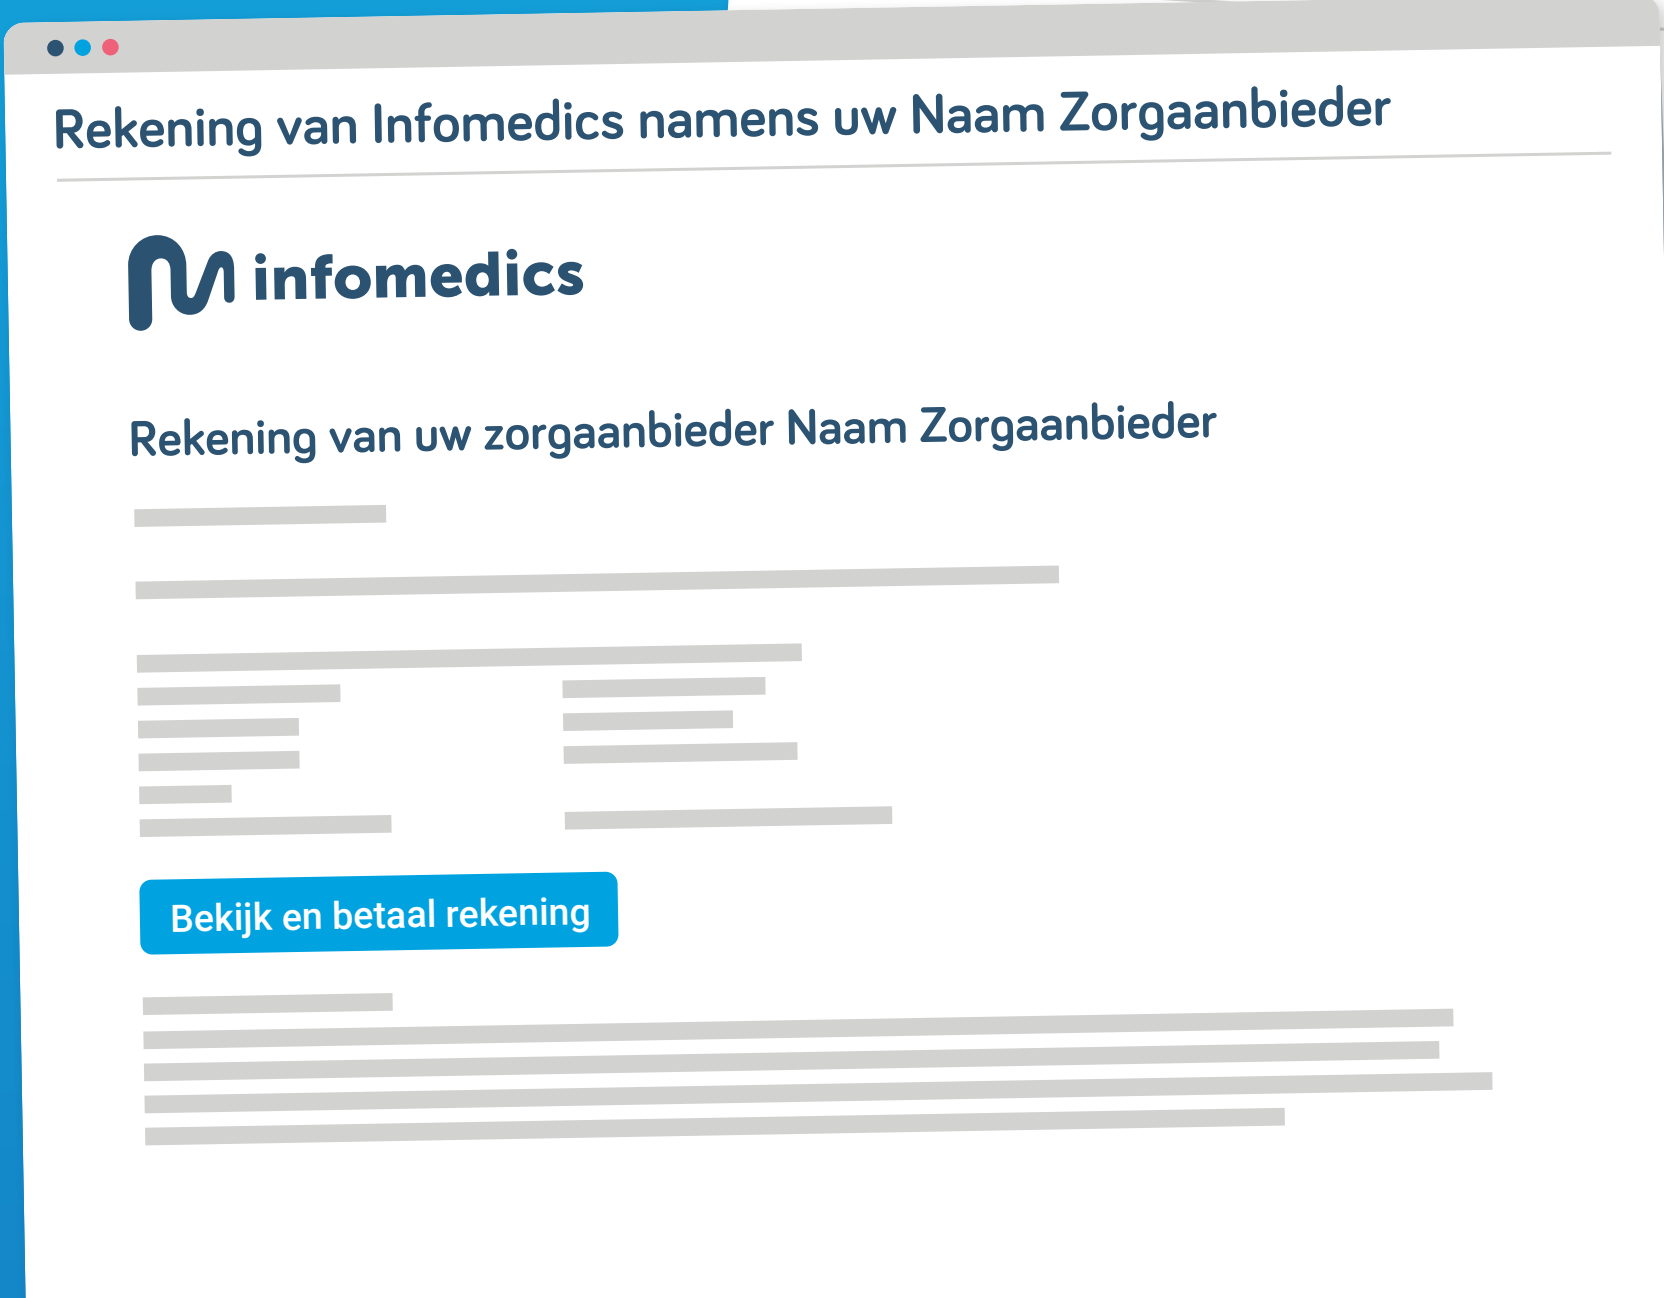 Rekening van Infomedics namens uw Naam Zorgaanbieder
infomedics
Rekening van uw zorgaanbieder Naam Zorgaanbieder
Bekijk en betaal rekening